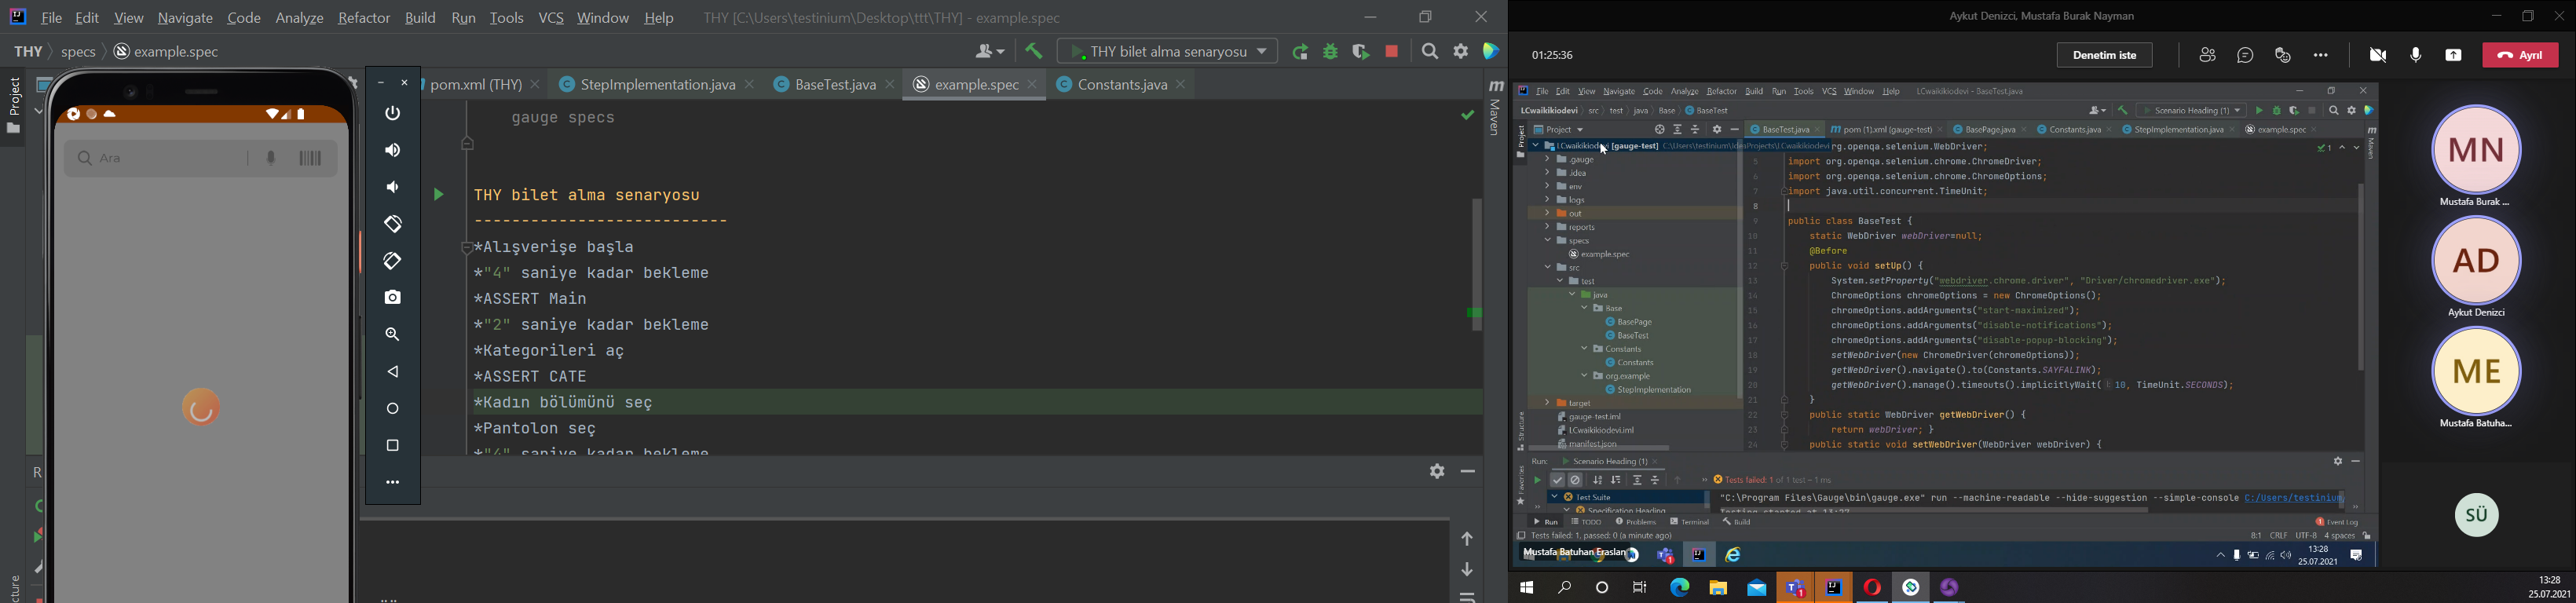 File Edit View Navigate Code Analyze Refactor Build Run Tools VCS Window Help THY [C:\Users\testinium\Desktop\ttt\THY] - example.spec
THY specs example.spec
THY bilet alma senaryosu
Project
pom.xml (THY) StepImplementation.java BaseTest.java example.spec Constants.java
Maven
Ara
gauge specs
THY bilet alma senaryosu
---------------------------
*Alışverişe başla
*"4" saniye kadar bekleme
*ASSERT Main
*"2" saniye kadar bekleme
*Kategorileri aç
*ASSERT CATE
*Kadın bölümünü seç
*Pantolon seç
*"4" saniye kadar bekleme
R
cture
Aykut Denizci, Mustafa Burak Nayman
01:25:36
Denetim iste
Ayrıl
File Edit View Navigate Code Analyze Refactor Build Run Tools VCS Window Help LCwaikikiodevi - BaseTest.java
LCwaikikiodevi src test java Base BaseTest
Scenario Heading (1)
Project
Project
BaseTest.java pom (1).xml (gauge-test) BasePage.java Constants.java StepImplementation.java example.spec
Maven
LCwaikikiodevi [gauge-test] C:\Users\testinium\IdeaProjects\LCwaikikiodevi
.gauge
.idea
env
logs
out
reports
specs
example.spec
src
test
java
Base
BasePage
BaseTest
Constants
Constants
org.example
StepImplementation
target
gauge-test.iml
LCwaikikiodevi.iml
manifest.json
1
rg.openqa.selenium.WebDriver;
5 import org.openqa.selenium.chrome.ChromeDriver;
6 import org.openqa.selenium.chrome.ChromeOptions;
7 import java.util.concurrent.TimeUnit;
8
9 public class BaseTest {
10 static WebDriver webDriver=null;
11 @Before
12 public void setUp() {
13 System.setProperty("webdriver.chrome.driver", "Driver/chromedriver.exe");
14 ChromeOptions chromeOptions = new ChromeOptions();
15 chromeOptions.addArguments("start-maximized");
16 chromeOptions.addArguments("disable-notifications");
17 chromeOptions.addArguments("disable-popup-blocking");
18 setWebDriver(new ChromeDriver(chromeOptions));
19 getWebDriver().navigate().to(Constants.SAYFALINK);
20 getWebDriver().manage().timeouts().implicitlyWait( l: 10, TimeUnit.SECONDS);
21 }
22 public static WebDriver getWebDriver() {
23 return webDriver; }
24 public static void setWebDriver(WebDriver webDriver) {
Structure
Favorites
Run: Scenario Heading (1)
Tests failed: 1 of 1 test – 1 ms
Test Suite
Specification Heading
"C:\Program Files\Gauge\bin\gauge.exe" run --machine-readable --hide-suggestion --simple-console C:/Users/testinium
Testing started at 13:27
Run TODO Problems Terminal Build
1 Event Log
Tests failed: 1, passed: 0 (a minute ago)
8:1 CRLF UTF-8 4 spaces
Mustafa Batuhan Eraslan
13:28
25.07.2021
MN
Mustafa Burak ...
AD
Aykut Denizci
ME
Mustafa Batuha...
SÜ
13:28
25.07.2021